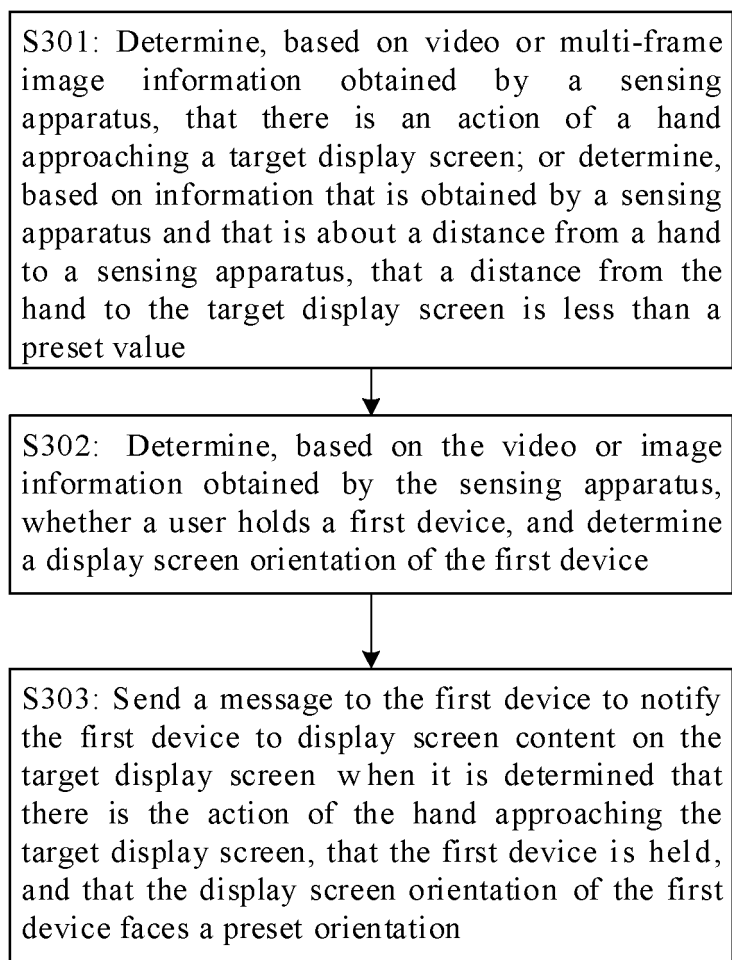 S301: Determine, based on video or multi-frame
image information obtained by a sensing
apparatus, that there is an action of a hand
approaching a target display screen; or determine,
based on information that is obtained by a sensing
apparatus and that is about a distance from a hand
to a sensing apparatus, that a distance from the
hand to the target display screen is less than a
preset value
S302: Determine, based on the video or image
information obtained by the sensing apparatus,
whether a user holds a first device, and determine
a display screen orientation of the first device
S303: Send a message to the first device to notify
the first device to display screen content on the
target display screen when it is determined that
there is the action of the hand approaching the
target display screen, that the first device is held,
and that the display screen orientation of the first
device faces a preset orientation